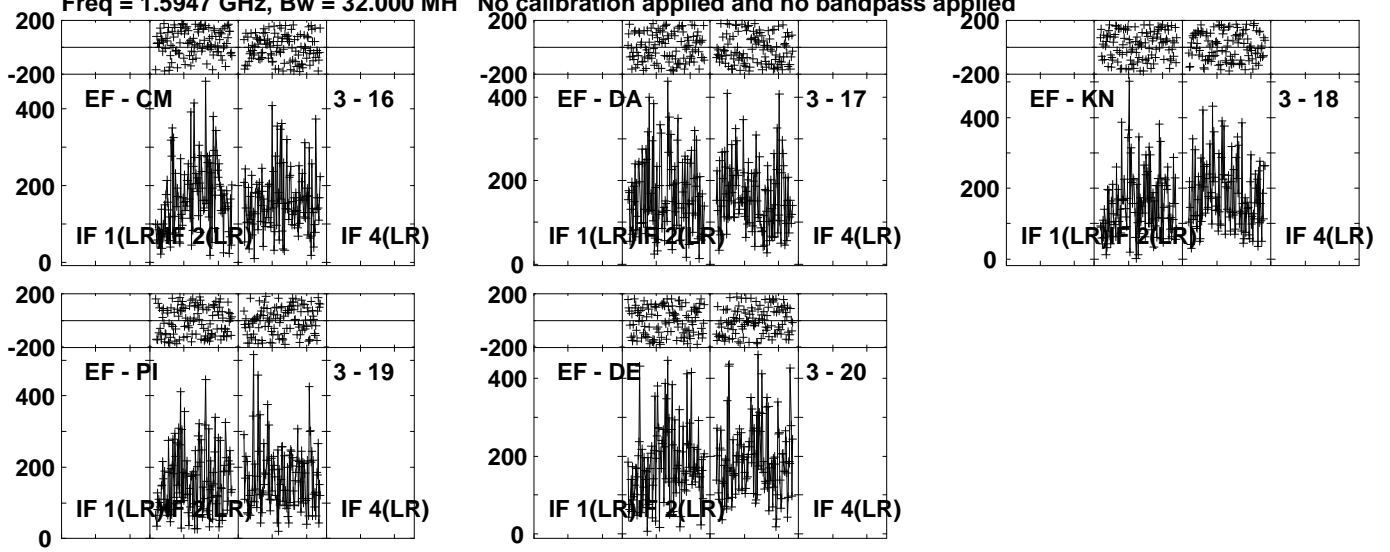 Freq = 1.5947 GHz, Bw = 32.000 MH No calibration applied and no bandpass applied
200
-200
EF - CM 3 - 16
400
200
0
IF 1(LR) IF 2(LR) IF 4(LR)
200
-200
EF - DA 3 - 17
400
200
0
IF 1(LR) IF 2(LR) IF 4(LR)
200
-200
EF - KN 3 - 18
400
200
0
IF 1(LR) IF 2(LR) IF 4(LR)
200
-200
EF - PI 3 - 19
400
200
0
IF 1(LR) IF 2(LR) IF 4(LR)
200
-200
EF - DE 3 - 20
400
200
0
IF 1(LR) IF 2(LR) IF 4(LR)